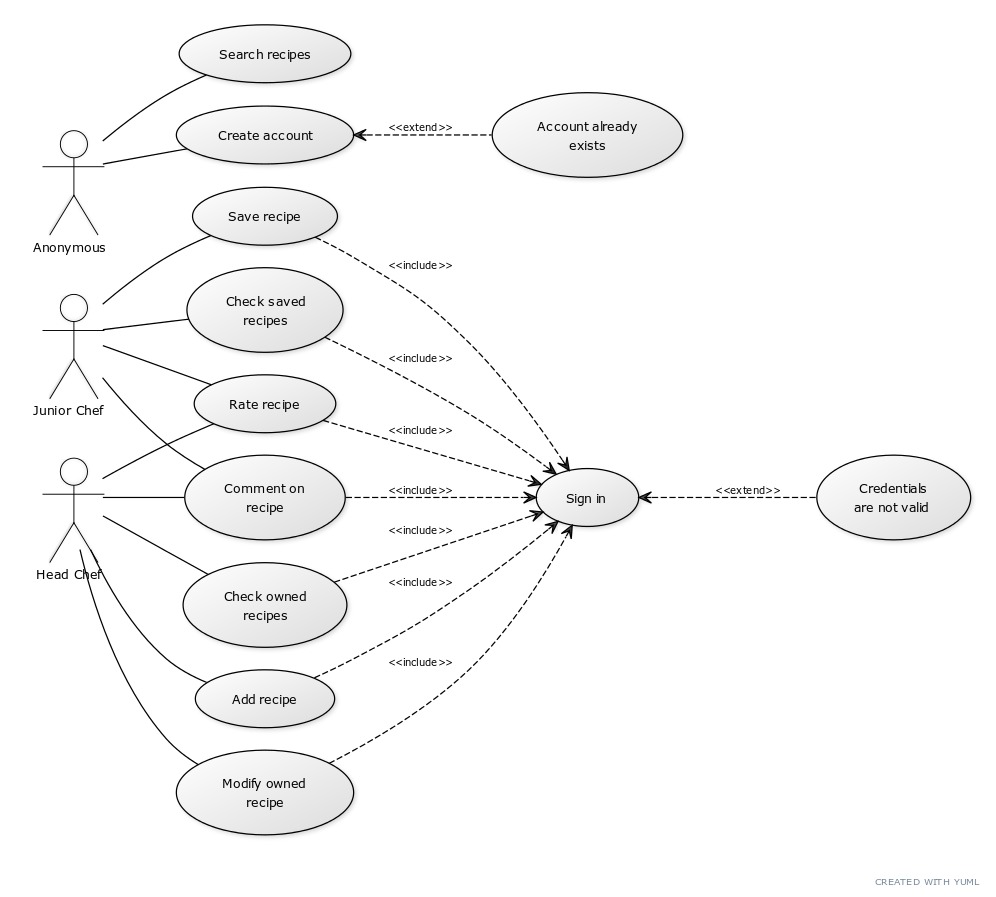 Search recipes
Create account
<<extend>>
Account already
exists
Anonymous
Save recipe
<<include>>
Check saved
recipes
<<include>>
Junior Chef
Rate recipe
<<include>>
Comment on
recipe
<<include>>
Sign in
<<extend>>
Credentials
are not valid
<<include>>
Head Chef
Check owned
recipes
<<include>>
<<include>>
Add recipe
Modify owned
recipe
CREATED WITH YUML